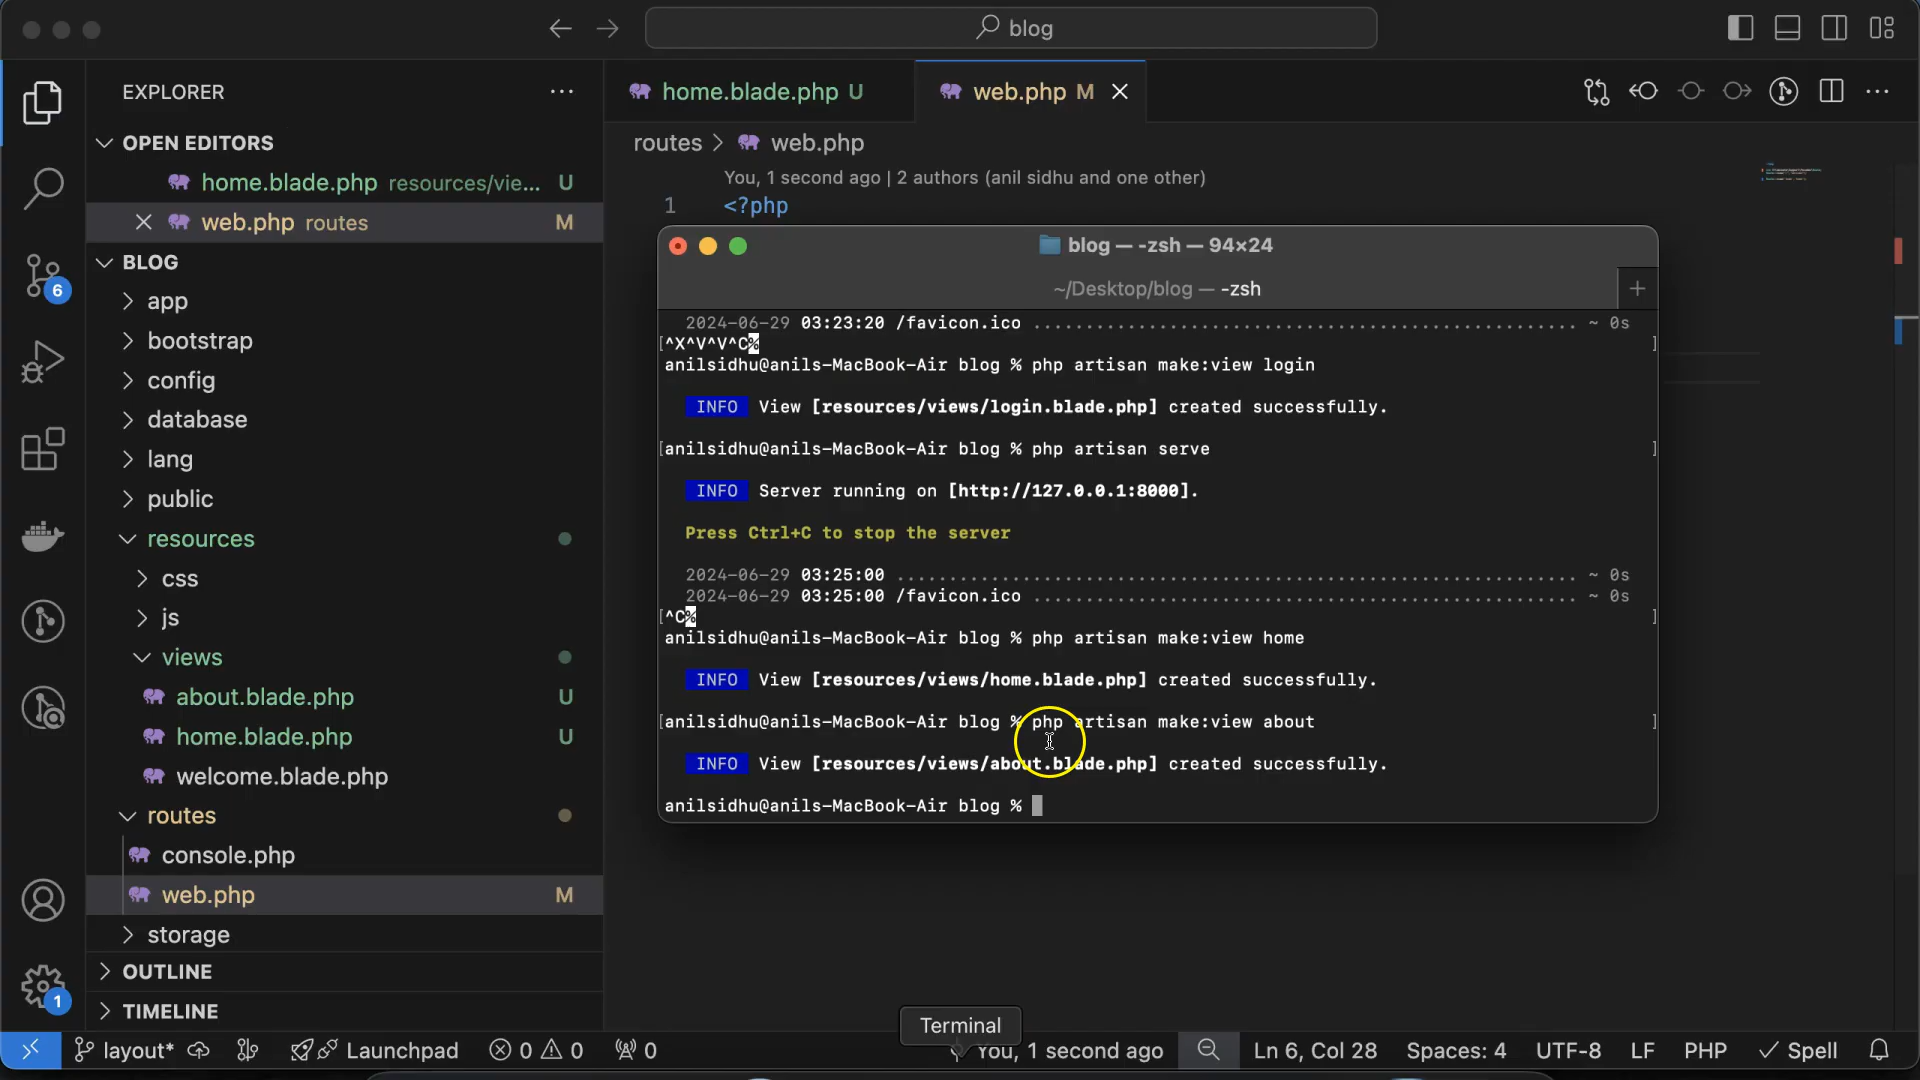 blog
EXPLORER
OPEN EDITORS
home.blade.php resources/vie... U
web.php routes M
BLOG
app
bootstrap
config
database
lang
public
resources
css
js
views
about.blade.php U
home.blade.php U
welcome.blade.php
routes
console.php
web.php M
storage
OUTLINE
TIMELINE
6
1
home.blade.php U
web.php M
routes > web.php
You, 1 second ago | 2 authors (anil sidhu and one other)
1 <?php
blog — -zsh — 94×24
~/Desktop/blog — -zsh
2024-06-29 03:23:20 /favicon.ico ................................................... ~ 0s
[^X^V^V^C% ]
anilsidhu@anils-MacBook-Air blog % php artisan make:view login
INFO View [resources/views/login.blade.php] created successfully.
[anilsidhu@anils-MacBook-Air blog % php artisan serve ]
INFO Server running on [http://127.0.0.1:8000].
Press Ctrl+C to stop the server
2024-06-29 03:25:00 ................................................................ ~ 0s
2024-06-29 03:25:00 /favicon.ico ................................................... ~ 0s
[^C% ]
anilsidhu@anils-MacBook-Air blog % php artisan make:view home
INFO View [resources/views/home.blade.php] created successfully.
[anilsidhu@anils-MacBook-Air blog % php artisan make:view about ]
INFO View [resources/views/about.blade.php] created successfully.
anilsidhu@anils-MacBook-Air blog %
Terminal
layout* Launchpad 0 0 0 You, 1 second ago Ln 6, Col 28 Spaces: 4 UTF-8 LF PHP Spell